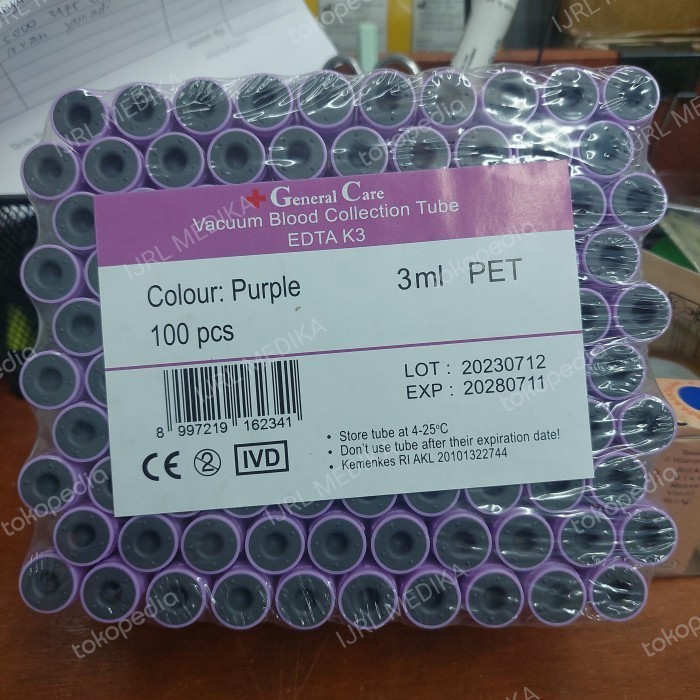 General Care
Vacuum Blood Collection Tube
EDTA K3
Colour: Purple
3ml PET
100 pcs
LOT : 20230712
EXP : 20280711
8 997219 162341
CE
2
IVD
• Store tube at 4-25°C
• Don't use tube after their expiration date!
• Kemenkes RI AKL 20101322744
IJRL MEDIKA
tokopedia